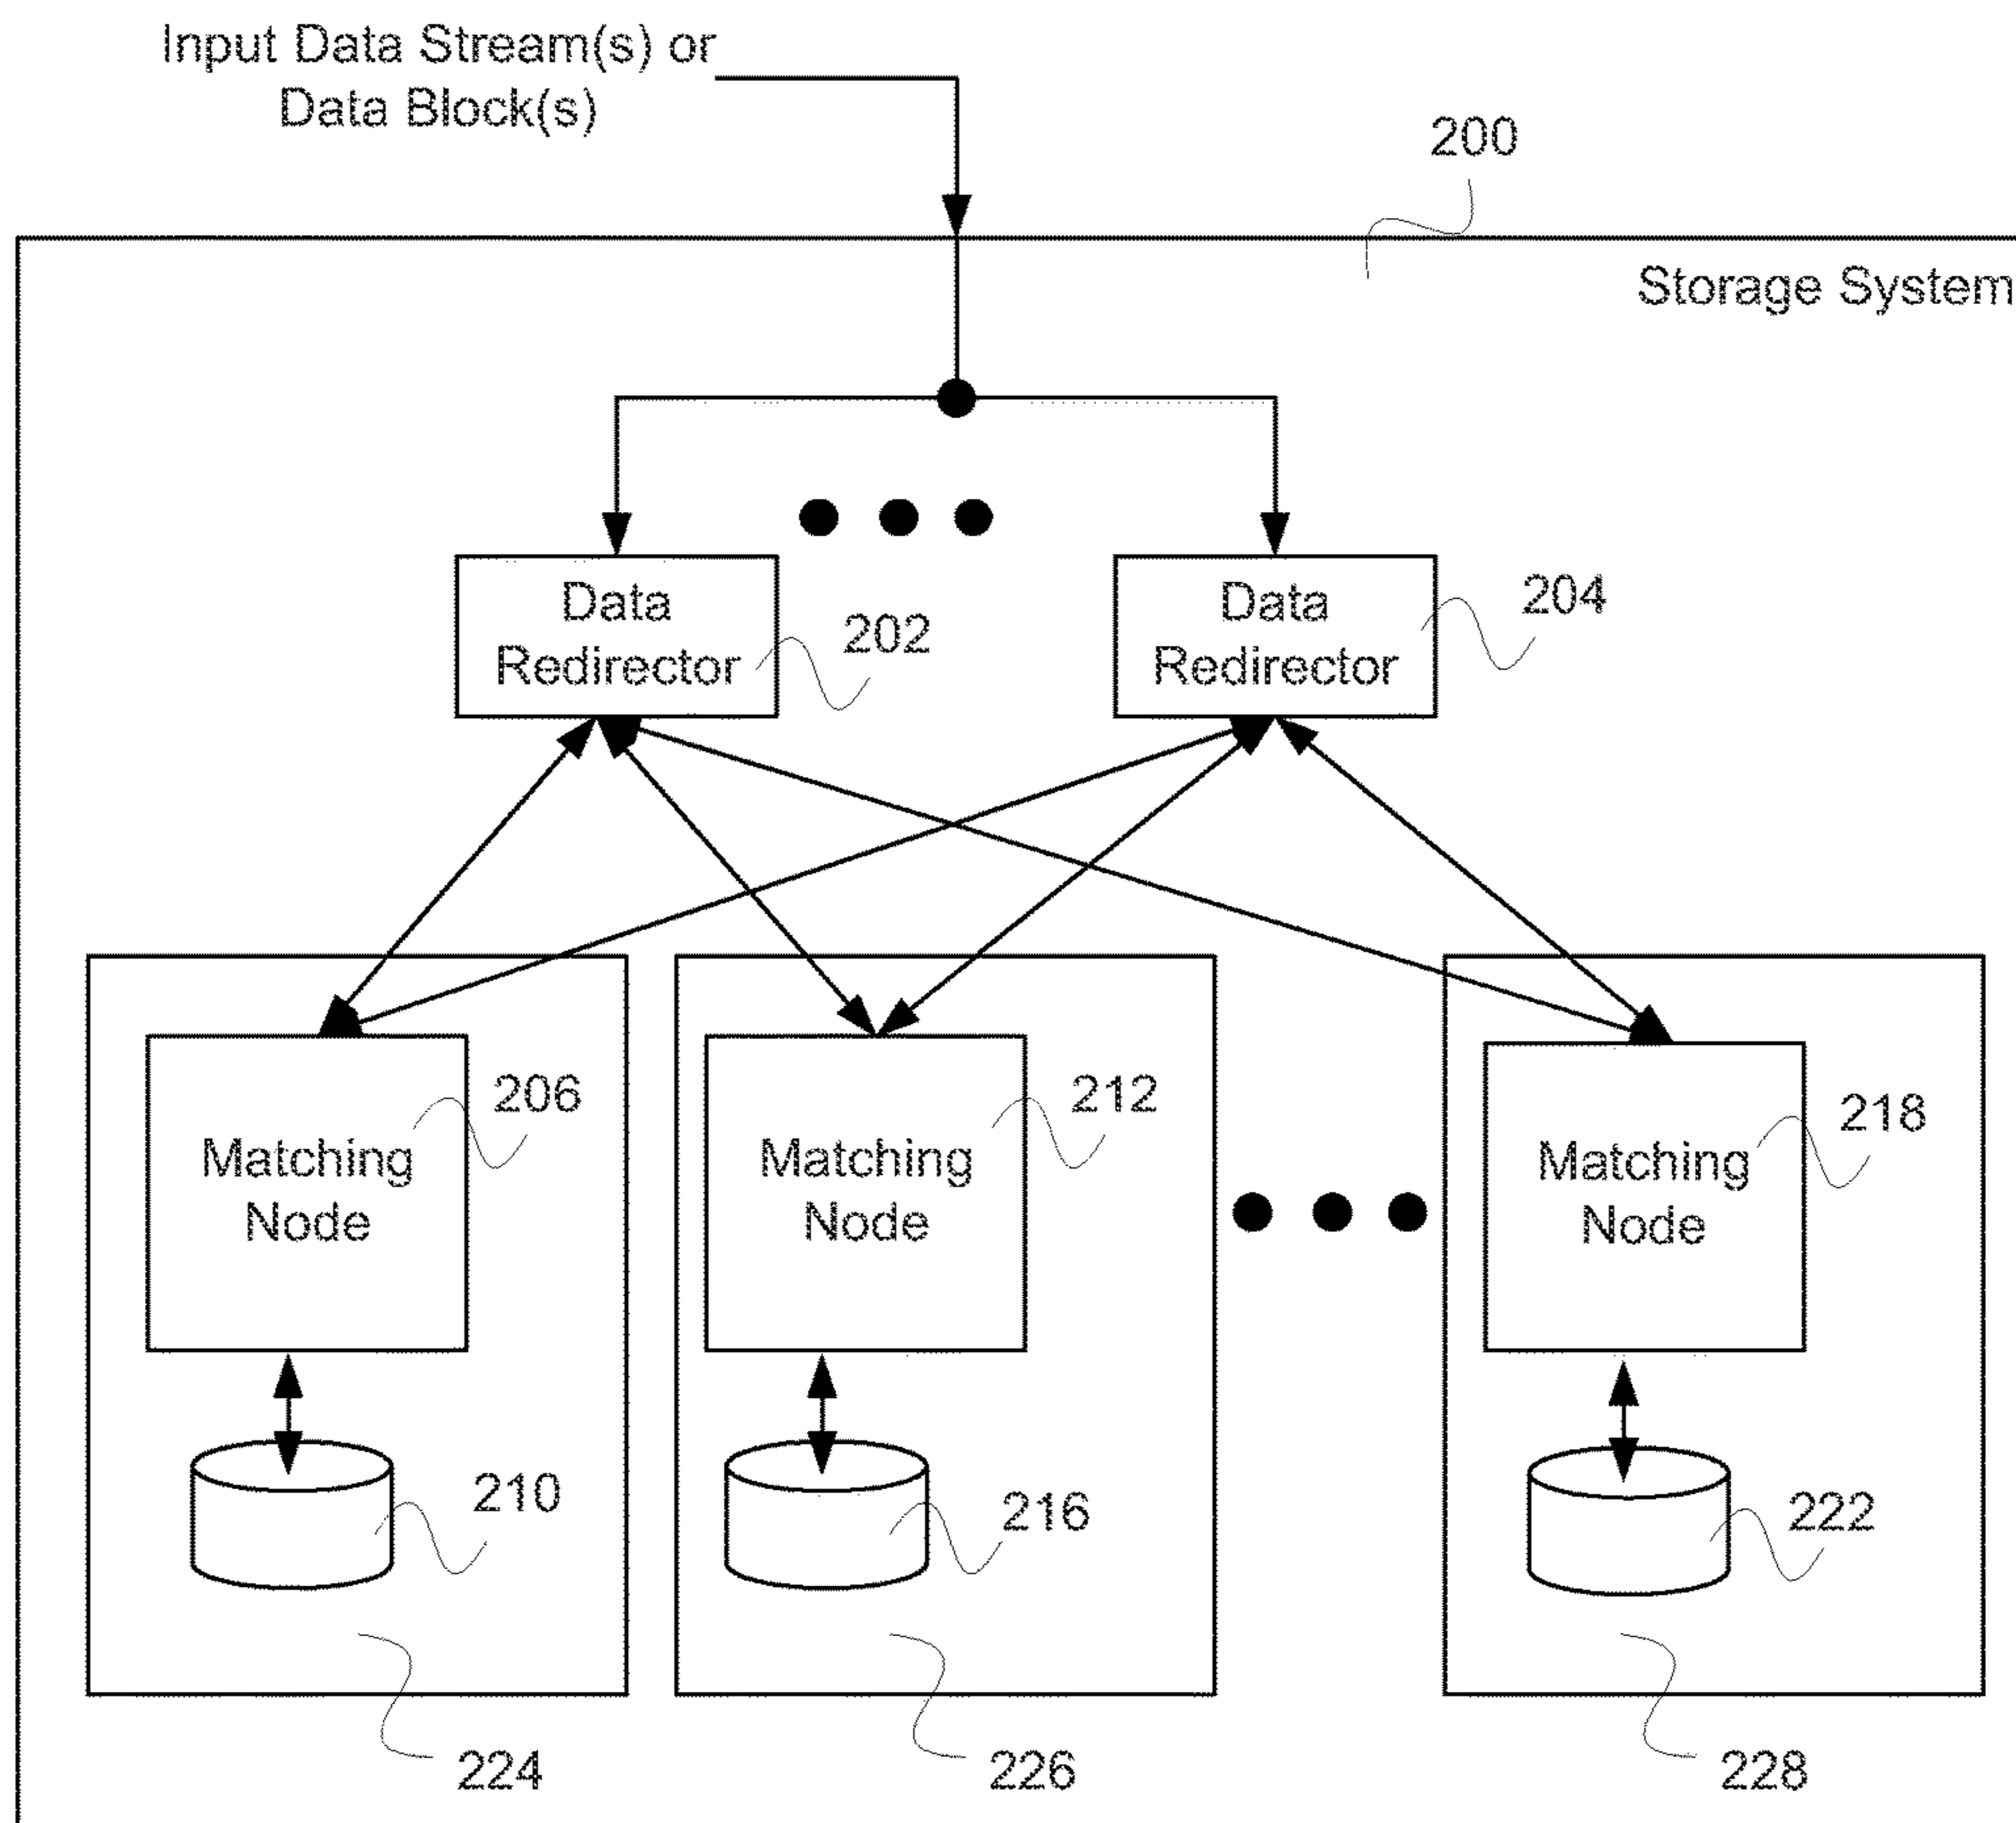 Input Data Stream(s) or
Data Block(s)
200
Storage System
Data
Redirector
202
Data
Redirector
204
Matching
Node
206
Matching
Node
212
Matching
Node
218
210
216
222
224
226
228